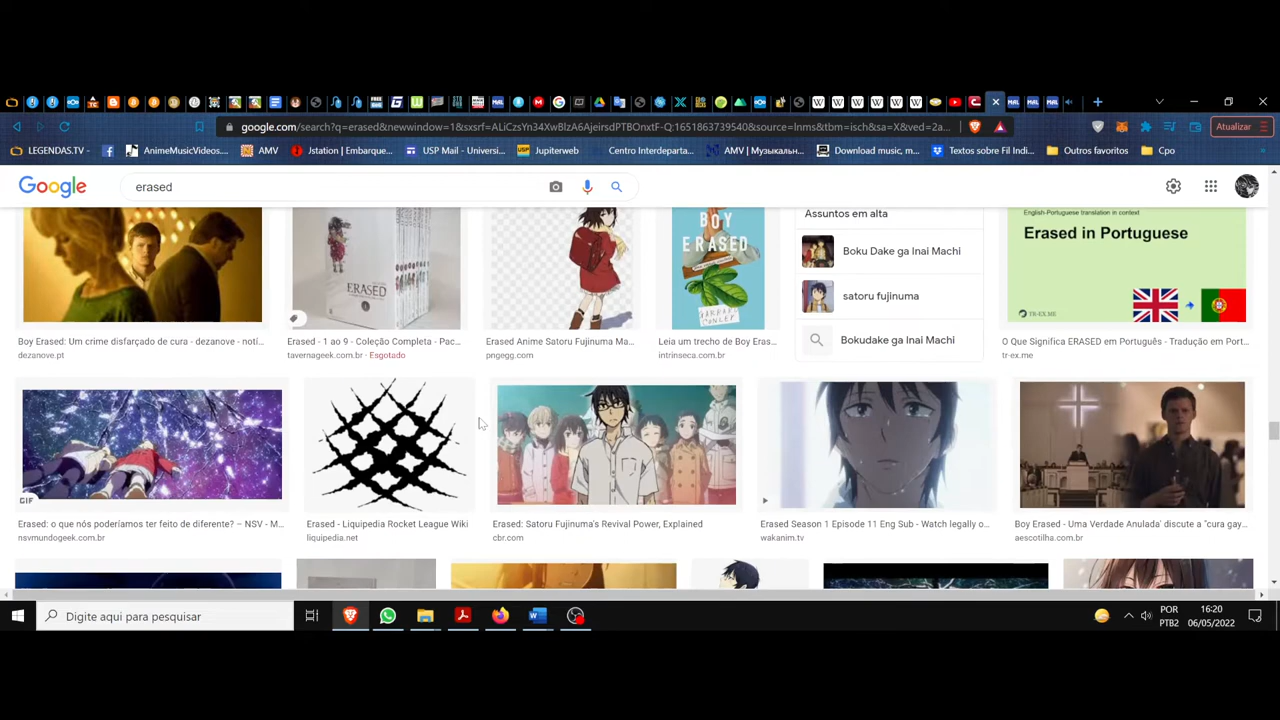 google.com/search?q=erased&newwindow=1&sxsrf=ALiCzsYn34XwBlzA6AjeirsdPTBOnxtF-Q:1651863739540&source=lnms&tbm=isch&sa=X&ved=2a...
Atualizar
LEGENDAS.TV
AnimeMusicVideos...
AMV
Jstation | Embarque...
USP Mail - Universi...
Jupiterweb
Centro Interdeparta...
AMV | Музыкальн...
Download music, m...
Textos sobre Fil Indi...
Outros favoritos
Cpo
Google
erased
Assuntos em alta
Boku Dake ga Inai Machi
satoru fujinuma
Bokudake ga Inai Machi
ERASED
BOY
ERASED
GARRARD
CONLEY
English-Portuguese translation in context
Erased in Portuguese
TR-EX.ME
Boy Erased: Um crime disfarçado de cura - dezanove - notí...
dezanove.pt
Erased - 1 ao 9 - Coleção Completa - Pac...
tavernageek.com.br · Esgotado
Erased Anime Satoru Fujinuma Ma...
pngegg.com
Leia um trecho de Boy Eras...
intrinseca.com.br
O Que Significa ERASED em Português - Tradução em Port...
tr-ex.me
GIF
Erased: o que nós poderíamos ter feito de diferente? – NSV - M...
nsvmundogeek.com.br
Erased - Liquipedia Rocket League Wiki
liquipedia.net
Erased: Satoru Fujinuma's Revival Power, Explained
cbr.com
Erased Season 1 Episode 11 Eng Sub - Watch legally o...
wakanim.tv
Boy Erased - Uma Verdade Anulada' discute a "cura gay...
aescotilha.com.br
Digite aqui para pesquisar
POR
PTB2
16:20
06/05/2022